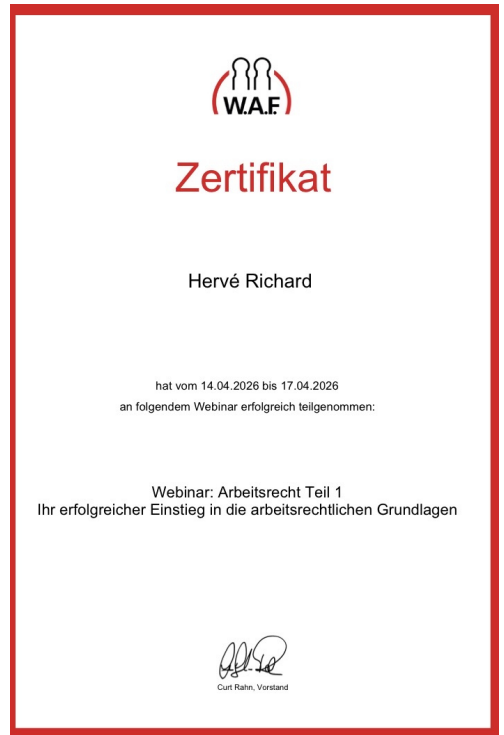 W.A.F.
Zertifikat
Hervé Richard
hat vom 14.04.2026 bis 17.04.2026
an folgendem Webinar erfolgreich teilgenommen:
Webinar: Arbeitsrecht Teil 1
Ihr erfolgreicher Einstieg in die arbeitsrechtlichen Grundlagen
Curt Rahn, Vorstand